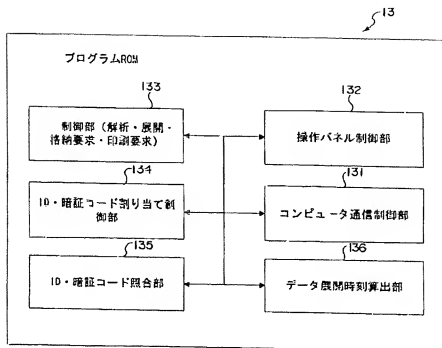 13
プログラムROM
133
制御部（解析・展開・
格納要求・印刷要求）
132
操作パネル制御部
134
ID・暗証コード割り当て制
御部
131
コンピュータ通信制御部
135
ID・暗証コード照合部
136
データ展開時刻算出部